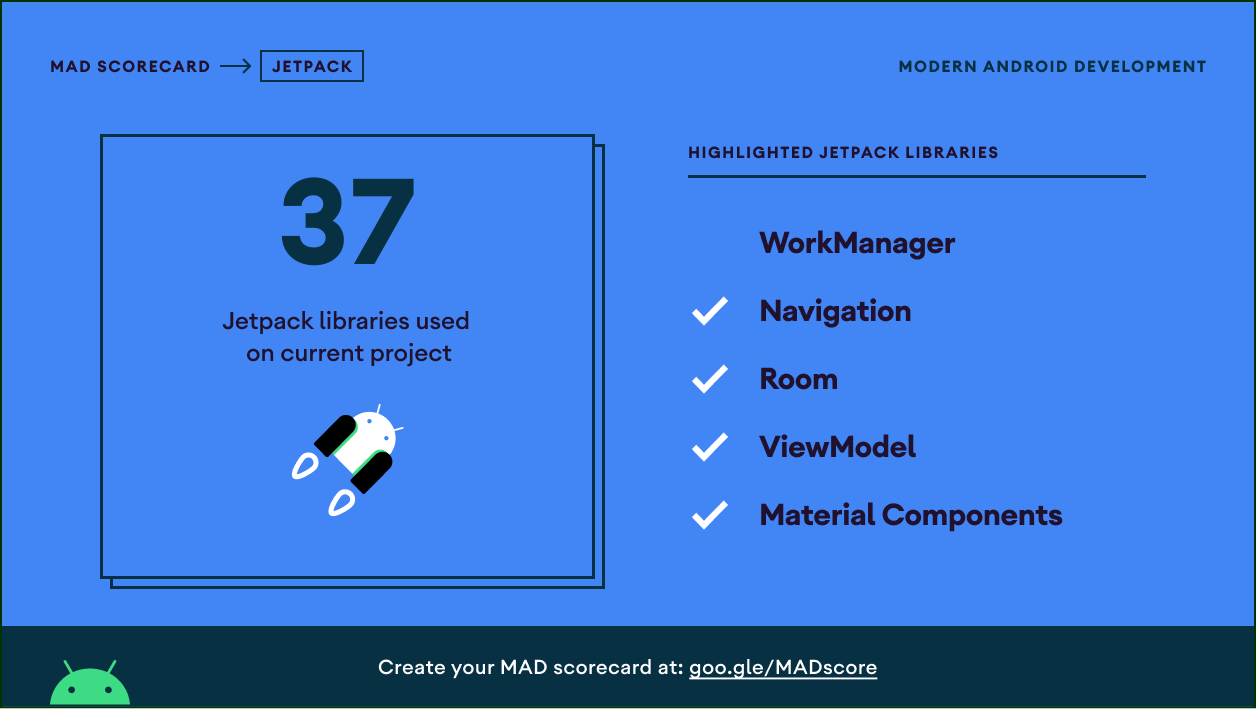 MAD SCORECARD
JETPACK
MODERN ANDROID DEVELOPMENT
37
Jetpack libraries used
on current project
HIGHLIGHTED JETPACK LIBRARIES
WorkManager
Navigation
Room
ViewModel
Material Components
Create your MAD scorecard at: goo.gle/MADscore